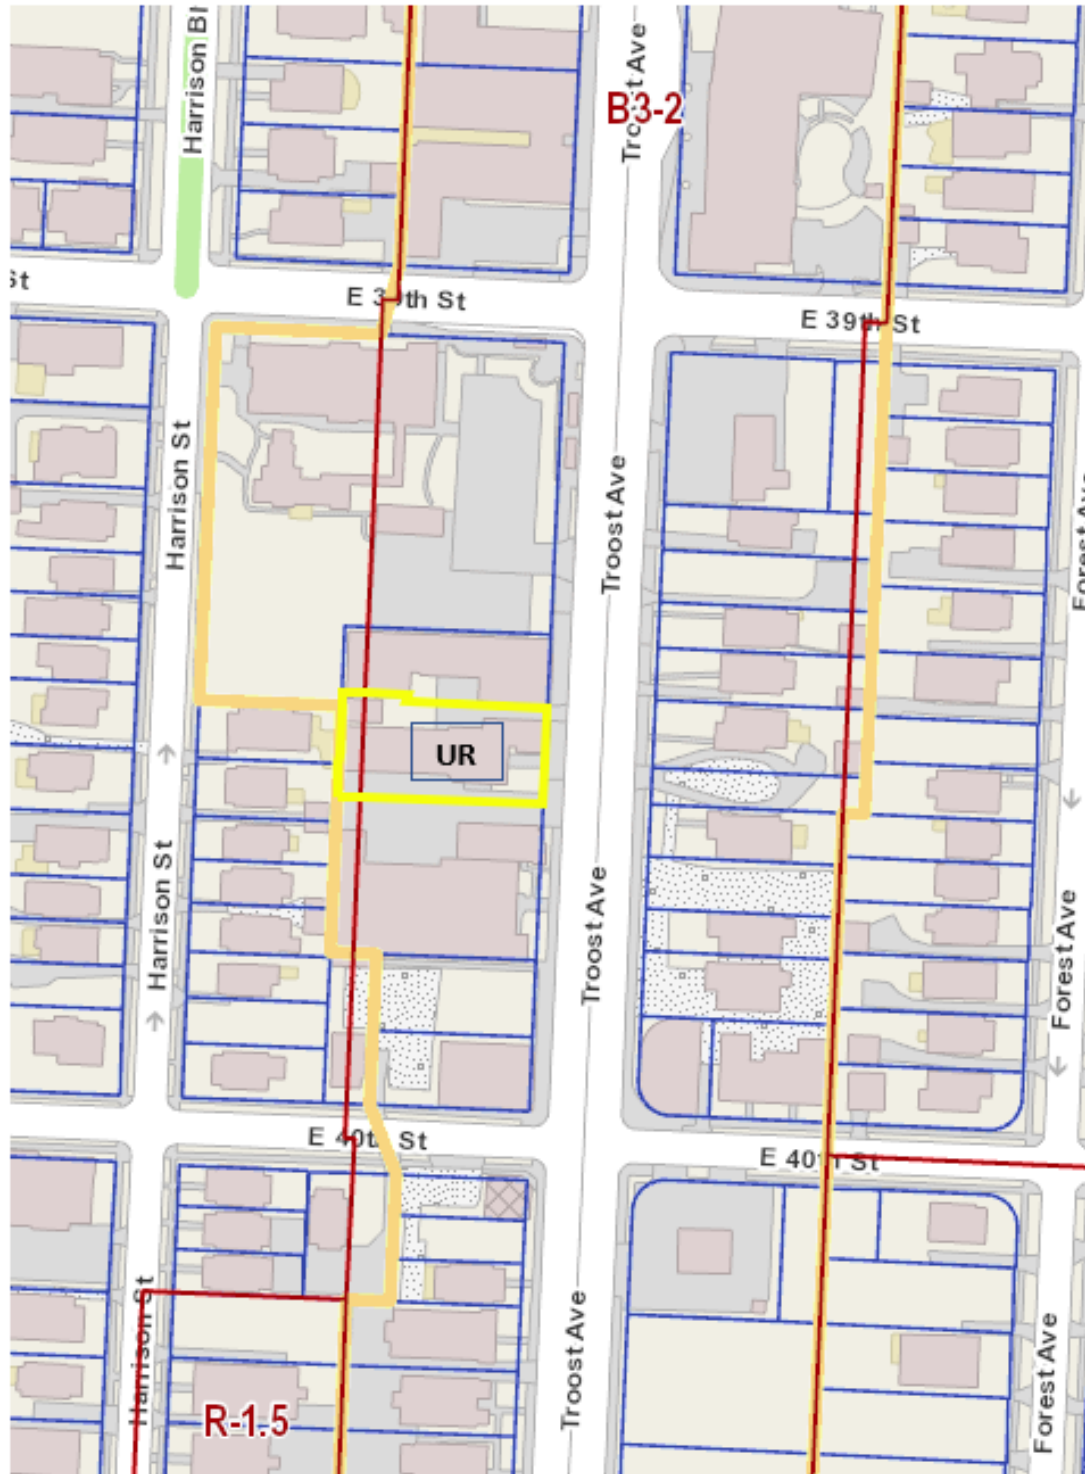 Harrison Bl
Troost Ave
B3-2
St
E 39th St
E 39th St
Harrison St
Troost Ave
Forest Ave
UR
Harrison St
Troost Ave
Forest Ave
E 40th St
E 40th St
Harrison St
Troost Ave
Forest Ave
R-1.5